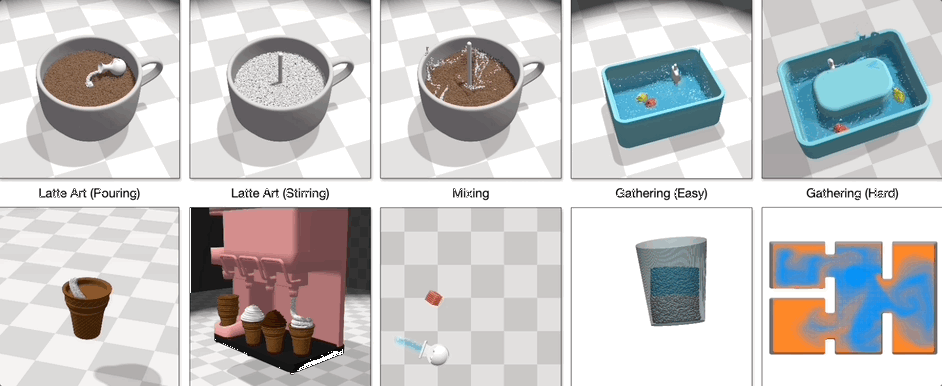 Latte Art (Pouring)
Latte Art (Stirring)
Mixing
Gathering (Easy)
Gathering (Hard)